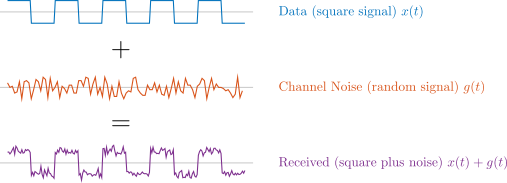 Data (square signal) x(t)
+
Channel Noise (random signal) g(t)
=
Received (square plus noise) x(t) + g(t)